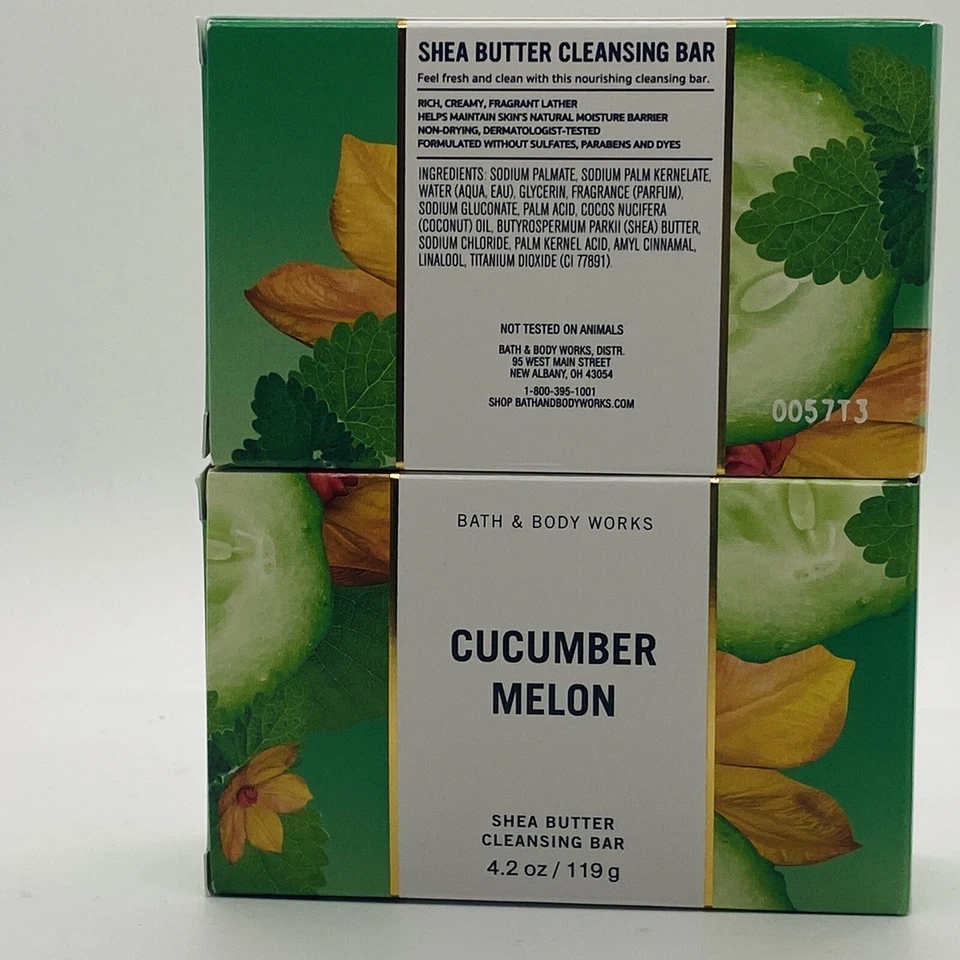 SHEA BUTTER CLEANSING BAR
Feel fresh and clean with this nourishing cleansing bar.
RICH, CREAMY, FRAGRANT LATHER
HELPS MAINTAIN SKIN'S NATURAL MOISTURE BARRIER
NON-DRYING, DERMATOLOGIST-TESTED
FORMULATED WITHOUT SULFATES, PARABENS AND DYES
INGREDIENTS: SODIUM PALMATE, SODIUM PALM KERNELATE,
WATER (AQUA, EAU), GLYCERIN, FRAGRANCE (PARFUM),
SODIUM GLUCONATE, PALM ACID, COCOS NUCIFERA
(COCONUT) OIL, BUTYROSPERMUM PARKII (SHEA) BUTTER,
SODIUM CHLORIDE, PALM KERNEL ACID, AMYL CINNAMAL,
LINALOOL, TITANIUM DIOXIDE (CI 77891).
NOT TESTED ON ANIMALS
BATH & BODY WORKS, DISTR.
95 WEST MAIN STREET
NEW ALBANY, OH 43054
1-800-395-1001
SHOP BATHANDBODYWORKS.COM
0057T3
BATH & BODY WORKS
CUCUMBER
MELON
SHEA BUTTER
CLEANSING BAR
4.2 oz / 119 g